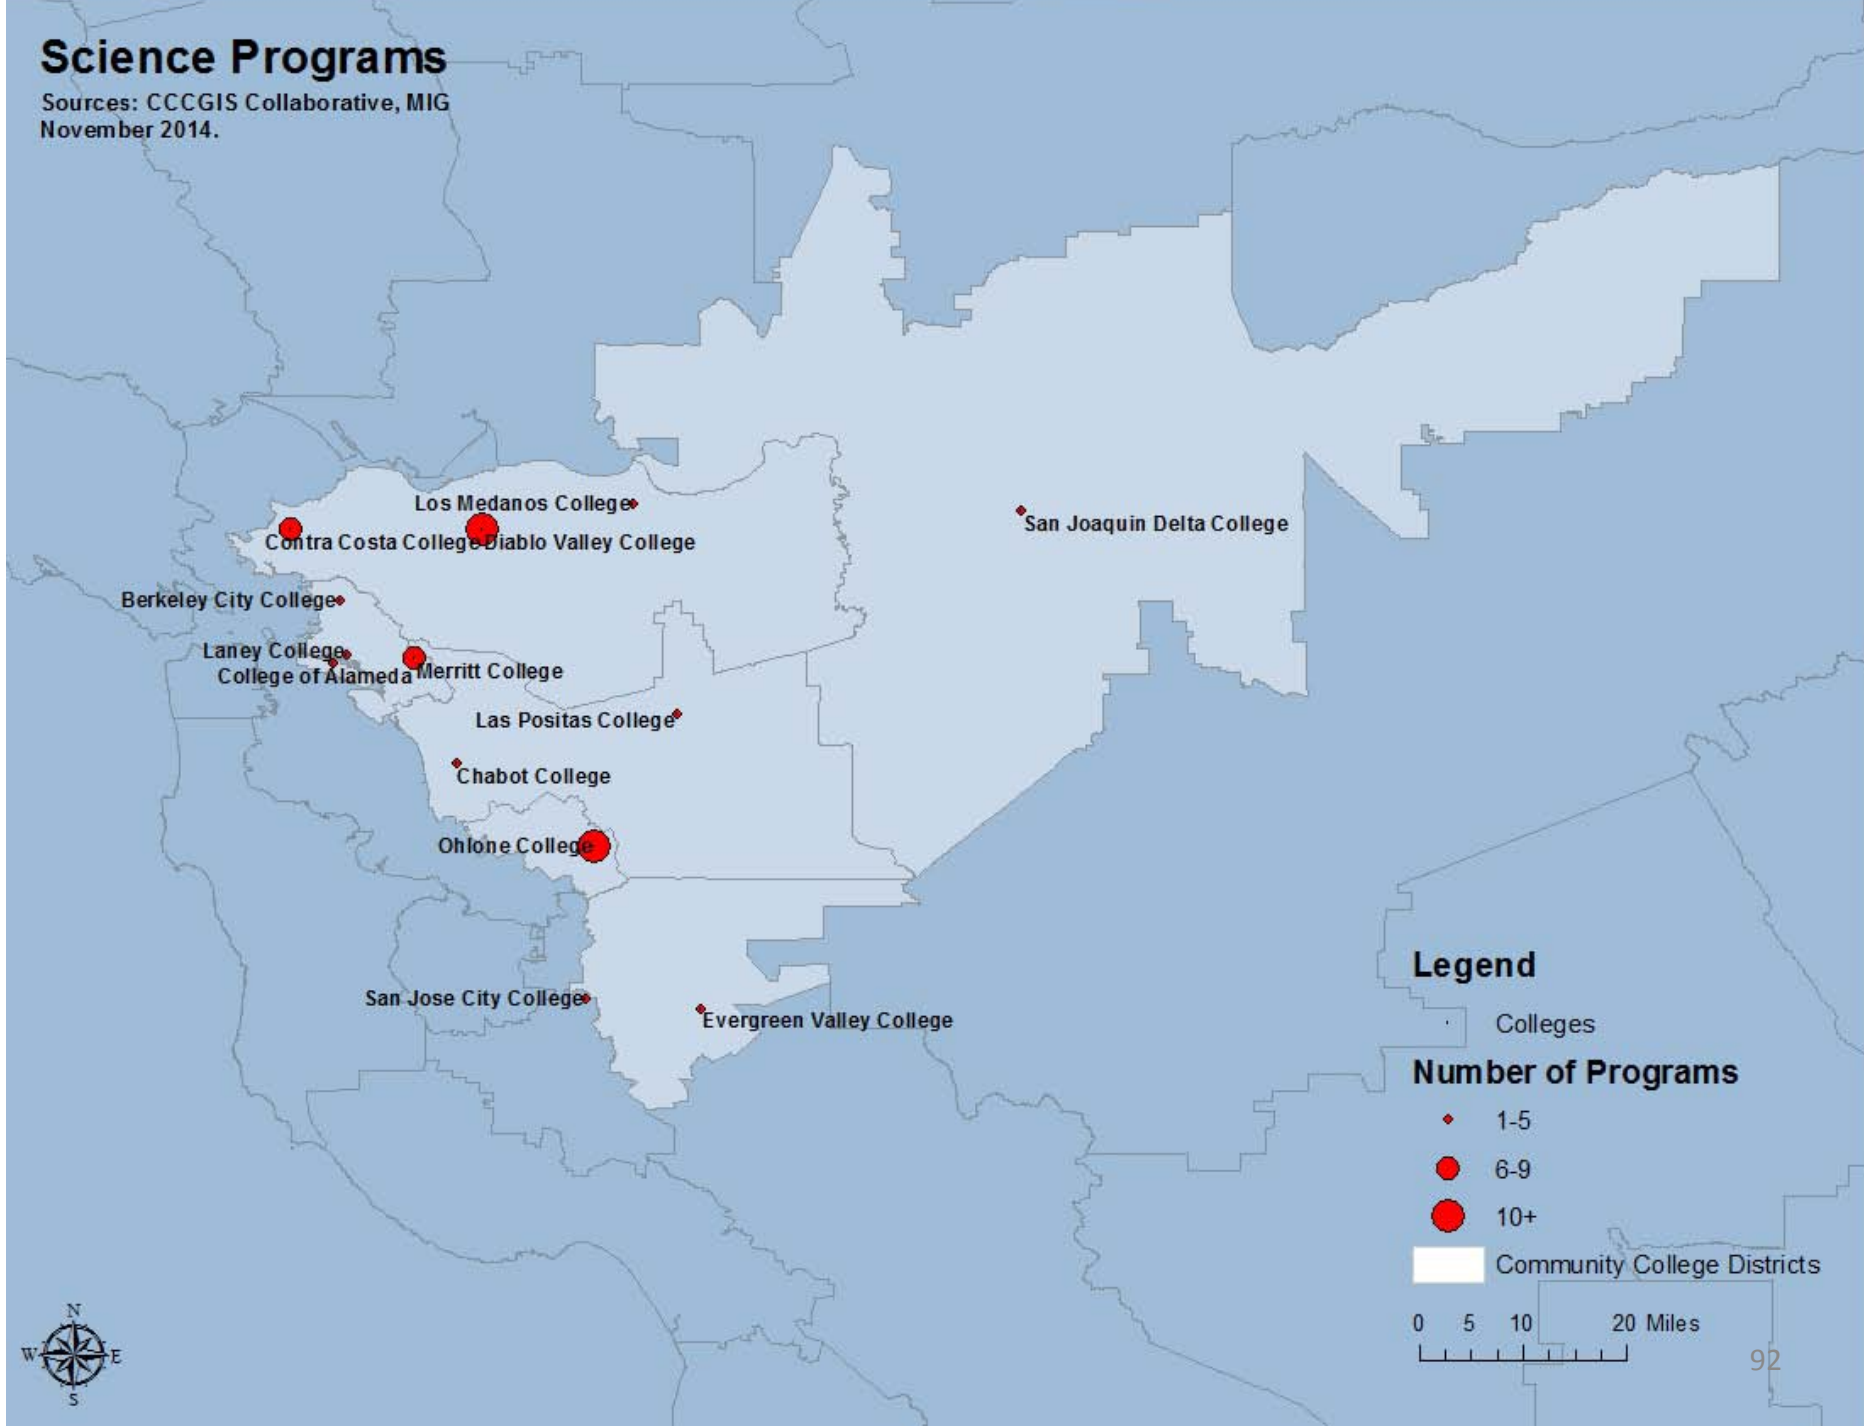 Science Programs
Sources: CCCGIS Collaborative, MIG
November 2014.
Los Medanos College
San Joaquin Delta College
Contra Costa College
Diablo Valley College
Berkeley City College
Laney College
College of Alameda
Merritt College
Las Positas College
Chabot College
Ohlone College
San Jose City College
Evergreen Valley College
Legend
Colleges
Number of Programs
1-5
6-9
10+
Community College Districts
0 5 10 20 Miles
92
N
W E
S